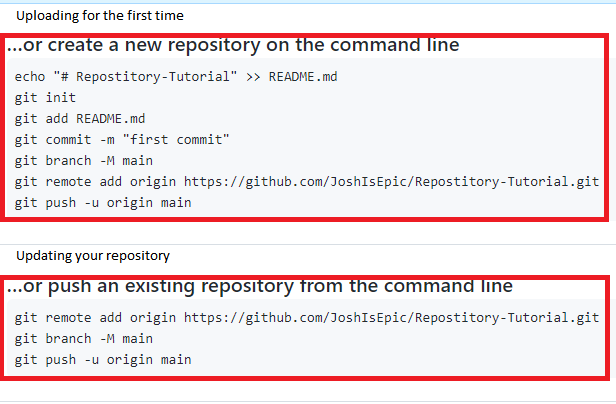 Uploading for the first time
...or create a new repository on the command line
echo "# Repostitory-Tutorial" >> README.md
git init
git add README.md
git commit -m "first commit"
git branch -M main
git remote add origin https://github.com/JoshIsEpic/Repostitory-Tutorial.git
git push -u origin main
Updating your repository
...or push an existing repository from the command line
git remote add origin https://github.com/JoshIsEpic/Repostitory-Tutorial.git
git branch -M main
git push -u origin main